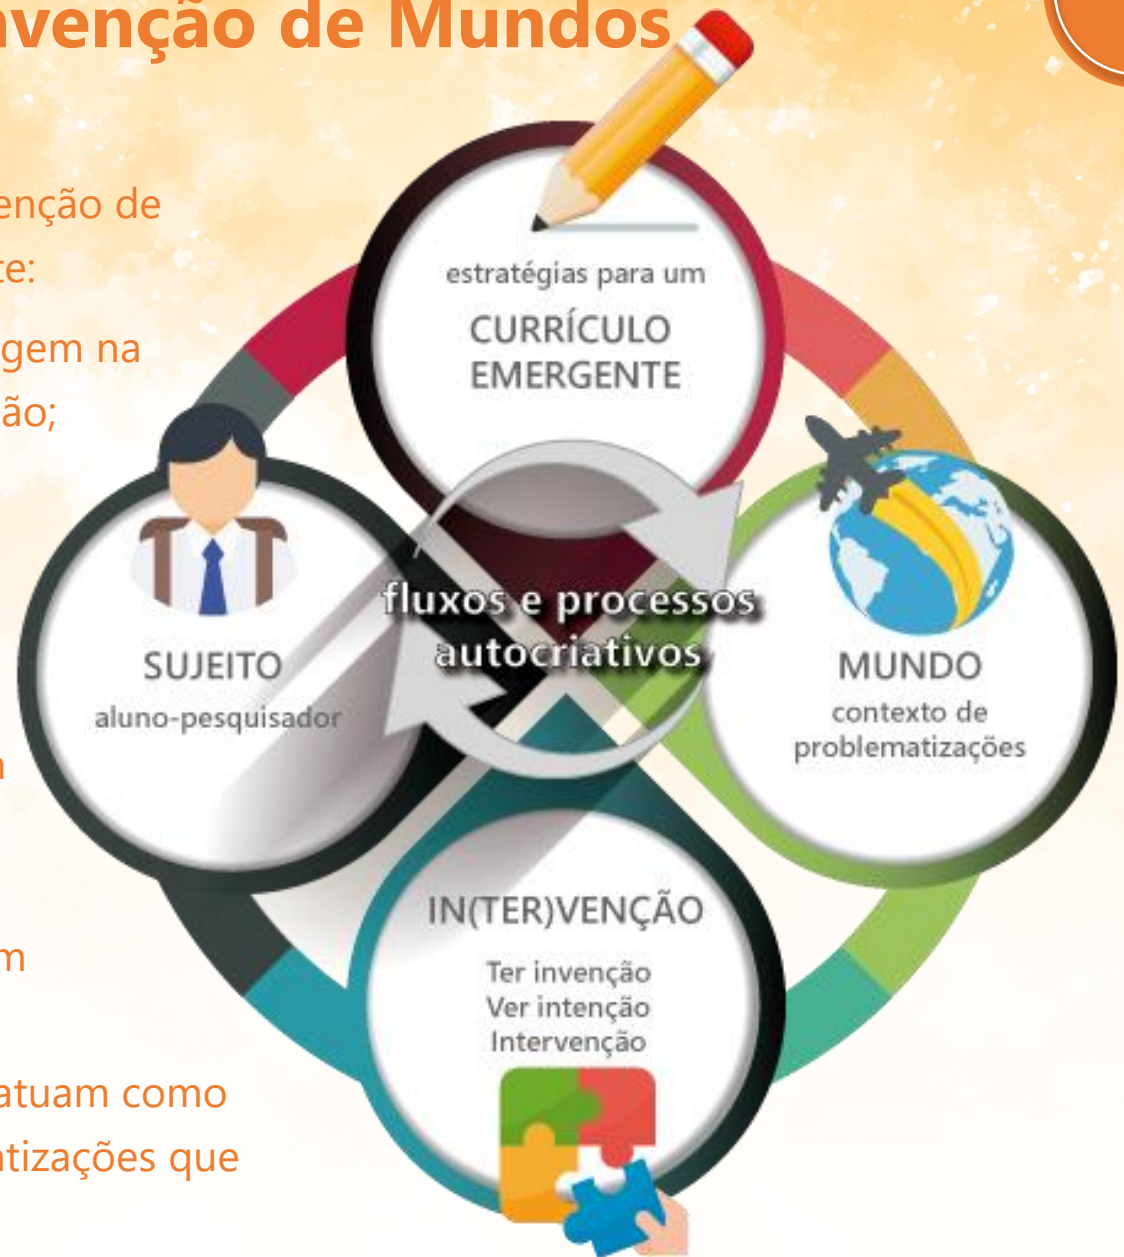 nvenção de Mundos
enção de
te:
gem na
ão;
m
atuam como
tizações que
estratégias para um
CURRÍCULO
EMERGENTE
fluxos e processos
autocriativos
SUJEITO
aluno-pesquisador
MUNDO
contexto de
problematizações
IN(TER)VENÇÃO
Ter invenção
Ver intenção
Intervenção